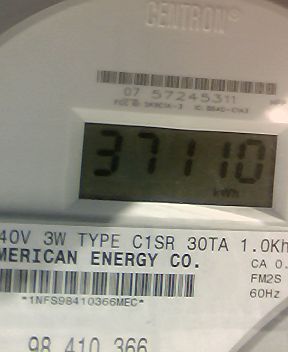 CENTRON®
07 57245311
37110
kWh
40V 3W TYPE C1SR 30TA 1.0Kh
MERICAN ENERGY CO.
CA 0.
FM2S
60Hz
*1NFS98410366MEC*
98 410 366